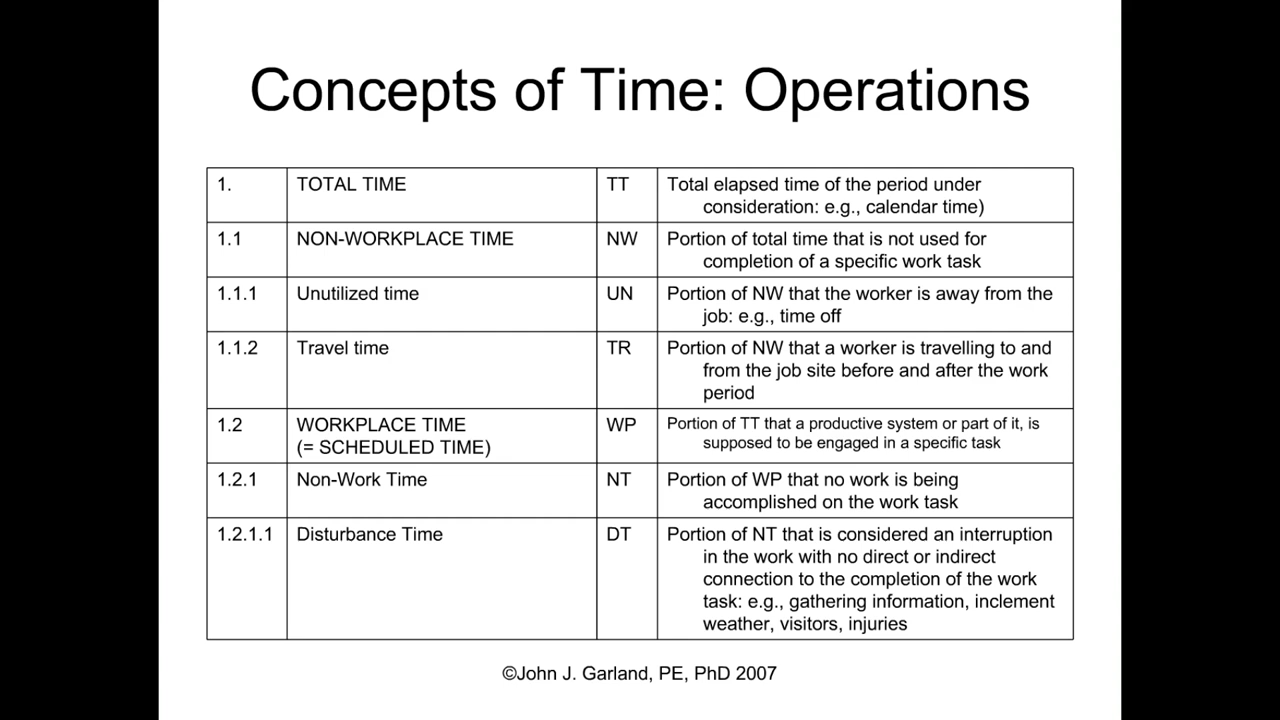 Concepts of Time: Operations
1. TOTAL TIME TT Total elapsed time of the period under
consideration: e.g., calendar time)
1.1 NON-WORKPLACE TIME NW Portion of total time that is not used for
completion of a specific work task
1.1.1 Unutilized time UN Portion of NW that the worker is away from the
job: e.g., time off
1.1.2 Travel time TR Portion of NW that a worker is travelling to and
from the job site before and after the work
period
1.2 WORKPLACE TIME WP Portion of TT that a productive system or part of it, is
(= SCHEDULED TIME) supposed to be engaged in a specific task
1.2.1 Non-Work Time NT Portion of WP that no work is being
accomplished on the work task
1.2.1.1 Disturbance Time DT Portion of NT that is considered an interruption
in the work with no direct or indirect
connection to the completion of the work
task: e.g., gathering information, inclement
weather, visitors, injuries
©John J. Garland, PE, PhD 2007